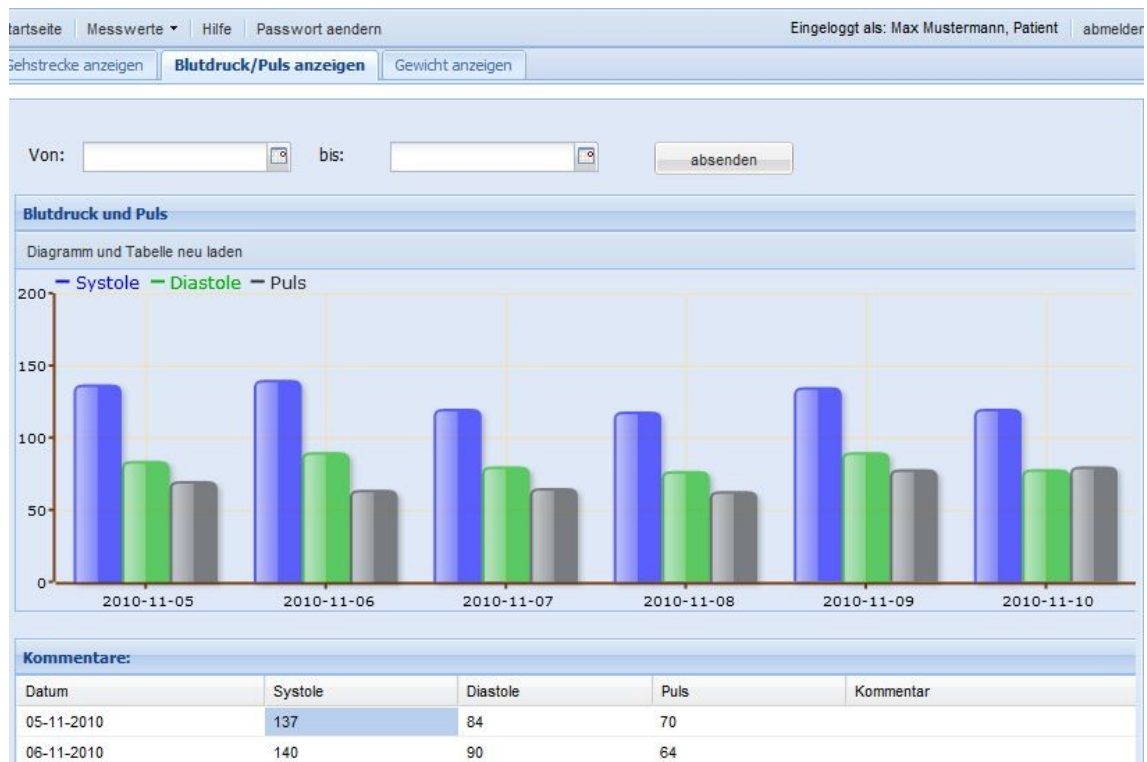 tartseite Messwerte Hilfe Passwort aendern Eingeloggt als: Max Mustermann, Patient abmelden
Gehstrecke anzeigen Blutdruck/Puls anzeigen Gewicht anzeigen
Von: bis: absenden
Blutdruck und Puls
Diagramm und Tabelle neu laden
Systole Diastole Puls
200
150
100
50
0
2010-11-05 2010-11-06 2010-11-07 2010-11-08 2010-11-09 2010-11-10
Kommentare:
Datum Systole Diastole Puls Kommentar
05-11-2010 137 84 70
06-11-2010 140 90 64